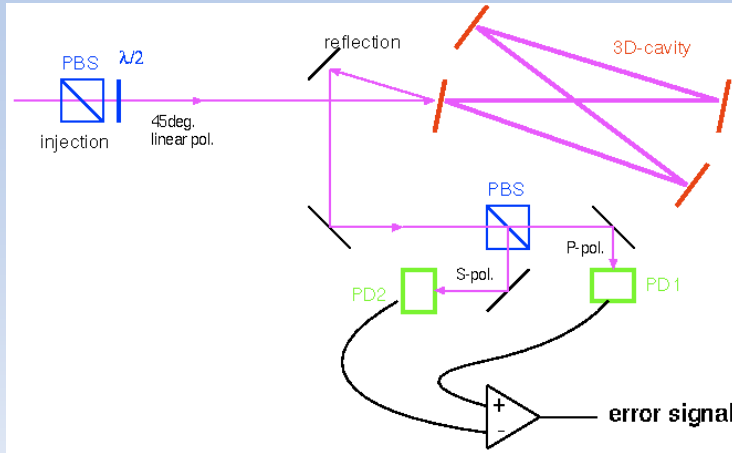 reflection
3D-cavity
PBS
λ/2
injection
45deg.
linear pol.
PBS
P-pol.
S-pol.
PD2
PD1
+
-
error signal